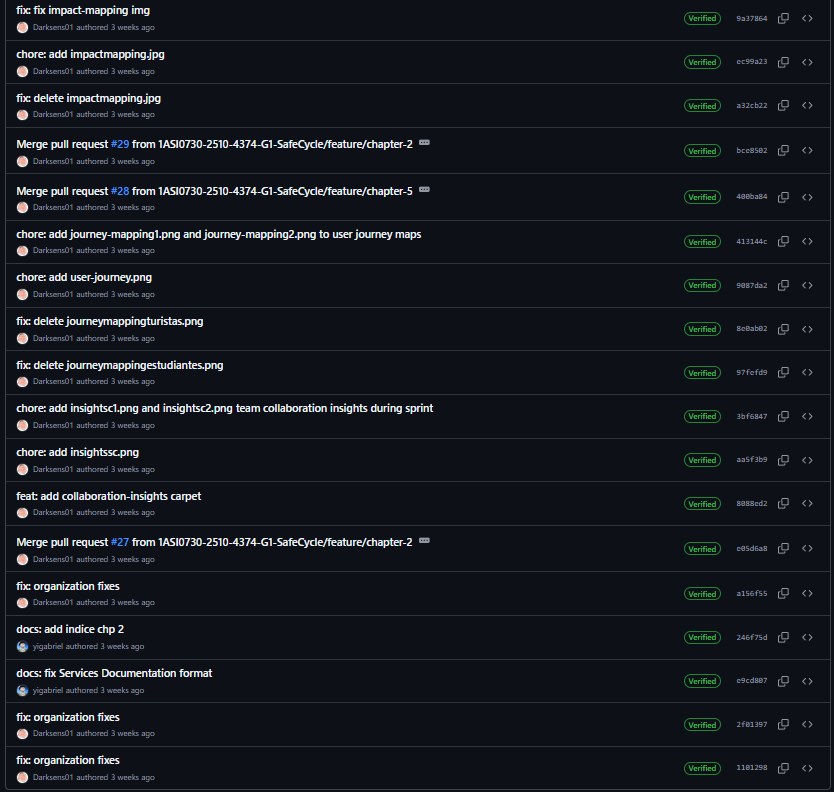 fix: fix impact-mapping img
Darksens01 authored 3 weeks ago
Verified
9a37864
chore: add impactmapping.jpg
Darksens01 authored 3 weeks ago
Verified
ec99a23
fix: delete impactmapping.jpg
Darksens01 authored 3 weeks ago
Verified
a32cb22
Merge pull request #29 from 1ASI0730-2510-4374-G1-SafeCycle/feature/chapter-2
Darksens01 authored 3 weeks ago
Verified
bce8502
Merge pull request #28 from 1ASI0730-2510-4374-G1-SafeCycle/feature/chapter-5
Darksens01 authored 3 weeks ago
Verified
400ba84
chore: add journey-mapping1.png and journey-mapping2.png to user journey maps
Darksens01 authored 3 weeks ago
Verified
413144c
chore: add user-journey.png
Darksens01 authored 3 weeks ago
Verified
9087da2
fix: delete journeymappingturistas.png
Darksens01 authored 3 weeks ago
Verified
8e0ab02
fix: delete journeymappingestudiantes.png
Darksens01 authored 3 weeks ago
Verified
97fefd9
chore: add insightsc1.png and insightsc2.png team collaboration insights during sprint
Darksens01 authored 3 weeks ago
Verified
3bf6847
chore: add insightssc.png
Darksens01 authored 3 weeks ago
Verified
aa5f3b9
feat: add collaboration-insights carpet
Darksens01 authored 3 weeks ago
Verified
8088ed2
Merge pull request #27 from 1ASI0730-2510-4374-G1-SafeCycle/feature/chapter-2
Darksens01 authored 3 weeks ago
Verified
e05d6a8
fix: organization fixes
Darksens01 authored 3 weeks ago
Verified
a156f55
docs: add indice chp 2
yigabriel authored 3 weeks ago
Verified
246f75d
docs: fix Services Documentation format
yigabriel authored 3 weeks ago
Verified
e9cd807
fix: organization fixes
Darksens01 authored 3 weeks ago
Verified
2f01397
fix: organization fixes
Darksens01 authored 3 weeks ago
Verified
1101298